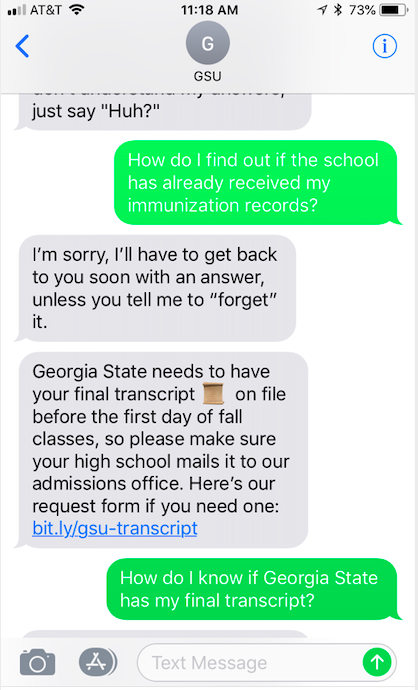 AT&T 11:18 AM 73%
G
GSU
don't understand my answers,
just say "Huh?"
How do I find out if the school
has already received my
immunization records?
I'm sorry, I'll have to get back
to you soon with an answer,
unless you tell me to “forget”
it.
Georgia State needs to have
your final transcript 📜 on file
before the first day of fall
classes, so please make sure
your high school mails it to our
admissions office. Here's our
request form if you need one:
bit.ly/gsu-transcript
How do I know if Georgia State
has my final transcript?
Text Message